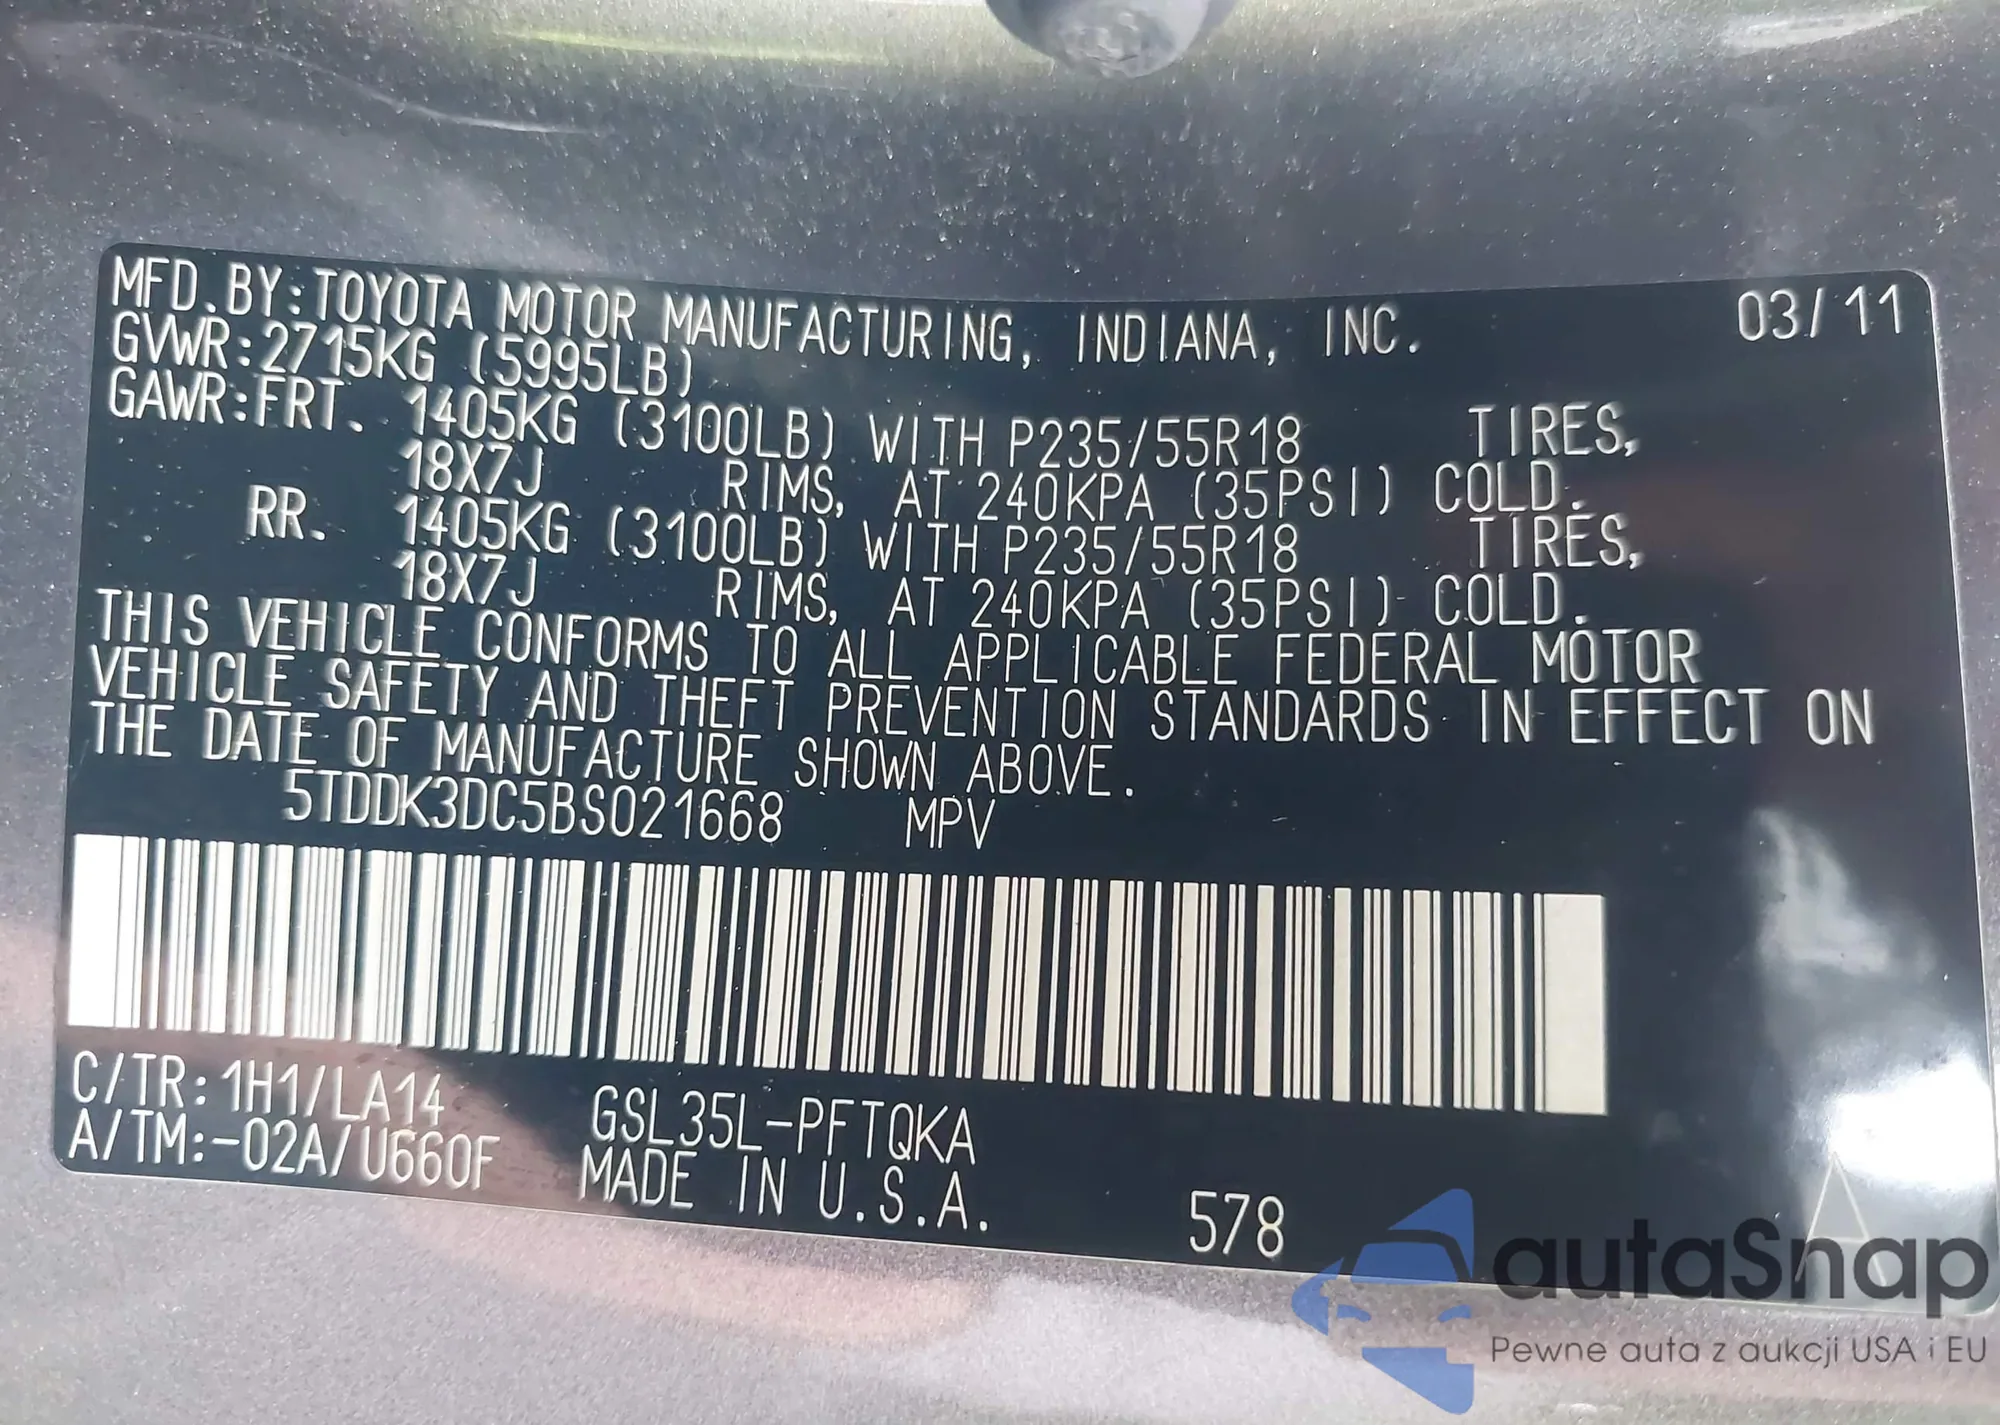 MFD.BY:TOYOTA MOTOR MANUFACTURING, INDIANA, INC. 03/11
GVWR:2715KG (5995LB)
GAWR:FRT. 1405KG (3100LB) WITH P235/55R18 TIRES,
18X7J RIMS, AT 240KPA (35PSI) COLD.
RR. 1405KG (3100LB) WITH P235/55R18 TIRES,
18X7J RIMS, AT 240KPA (35PSI) COLD.
THIS VEHICLE CONFORMS TO ALL APPLICABLE FEDERAL MOTOR
VEHICLE SAFETY AND THEFT PREVENTION STANDARDS IN EFFECT ON
THE DATE OF MANUFACTURE SHOWN ABOVE.
5TDDK3DC5BS021668 MPV
C/TR:1H1/LA14 GSL35L-PFTQKA
A/TM:-02A/U660F MADE IN U.S.A. 578
autaSnap
Pewne auta z aukcji USA i EU